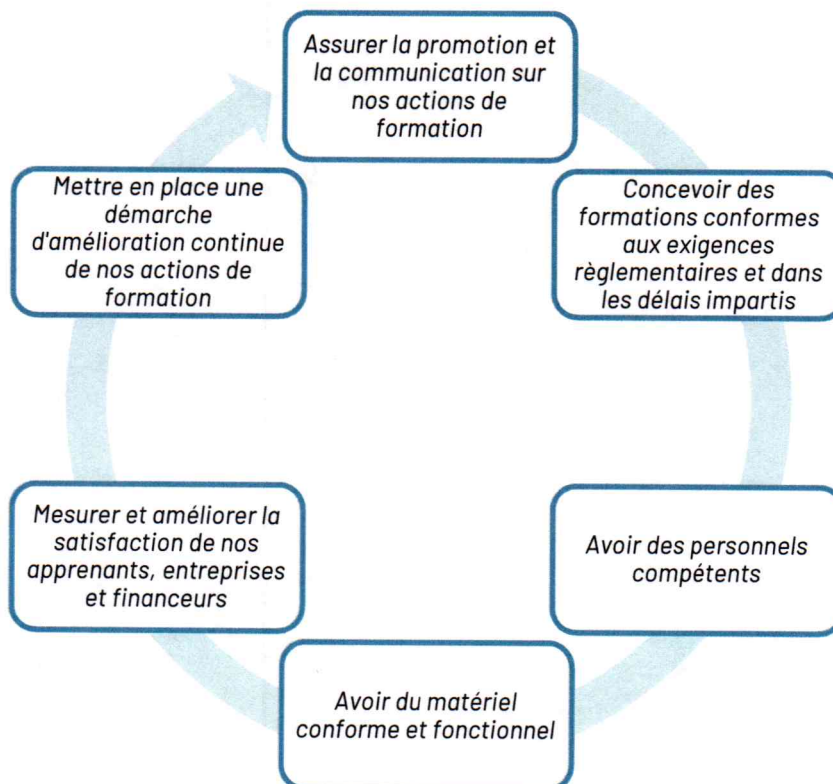 Assurer la promotion et
la communication sur
nos actions de
formation
Concevoir des
formations conformes
aux exigences
règlementaires et dans
les délais impartis
Avoir des personnels
compétents
Avoir du matériel
conforme et fonctionnel
Mesurer et améliorer la
satisfaction de nos
apprenants, entreprises
et financeurs
Mettre en place une
démarche
d'amélioration continue
de nos actions de
formation